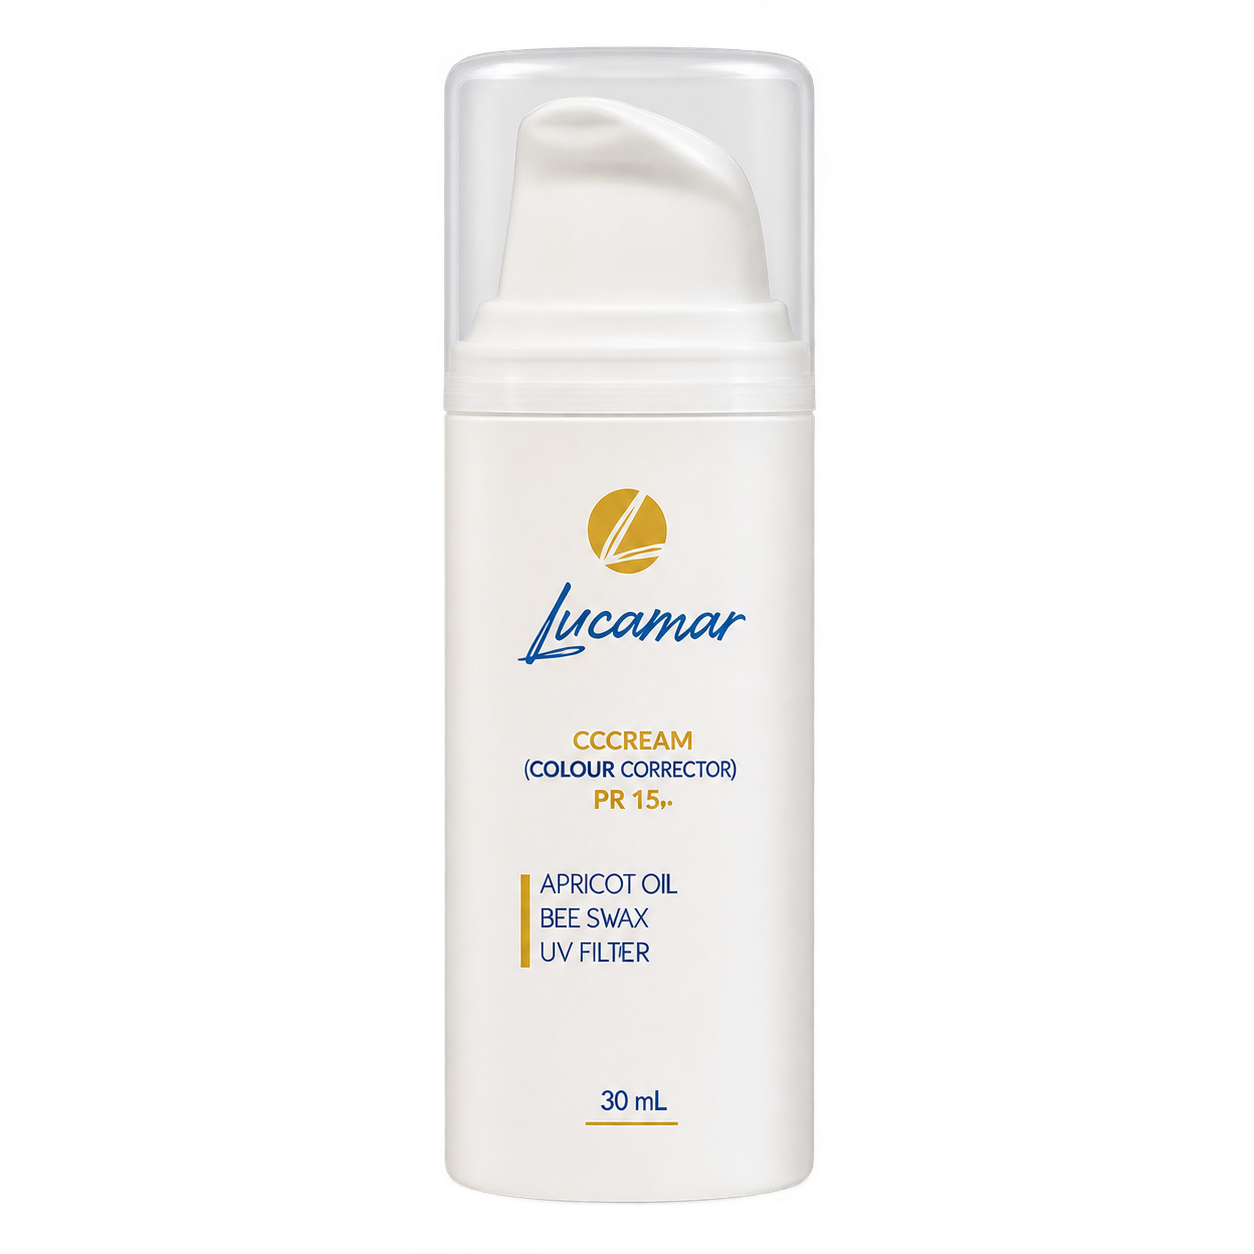 Lucamar
CCCREAM
(COLOUR CORRECTOR)
PR 15,.
APRICOT OIL
BEE SWAX
UV FILTER
30 mL